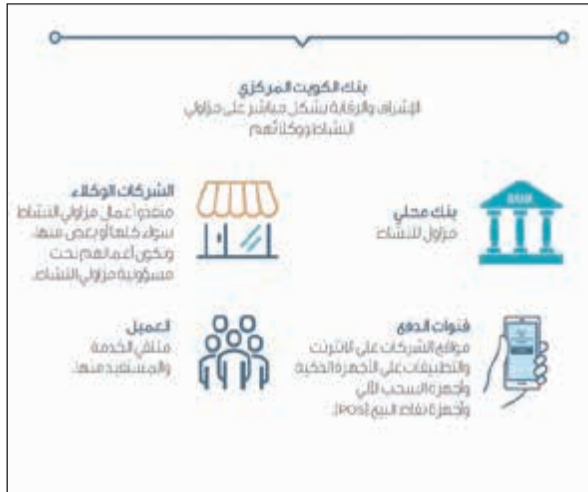 بنك الكويت المركزي
الإشراف والرقابة بشكل مباشر على مزاولي
النشاط ووكلائهم
بنك محلي
مزاول للنشاط
BANK
الشركات الوكلاء
منفذو أعمال مزاولي النشاط
سواء كلها أو بعض منها،
وتكون أعمالهم تحت
مسؤولية مزاولي النشاط.
قنوات الدفع
مواقع الشركات على الانترنت
والتطبيقات على الأجهزة الذكية
وأجهزة السحب الآلي
وأجهزة نقاط البيع (POS).
العميل
متلقي الخدمة
والمستفيد منها.